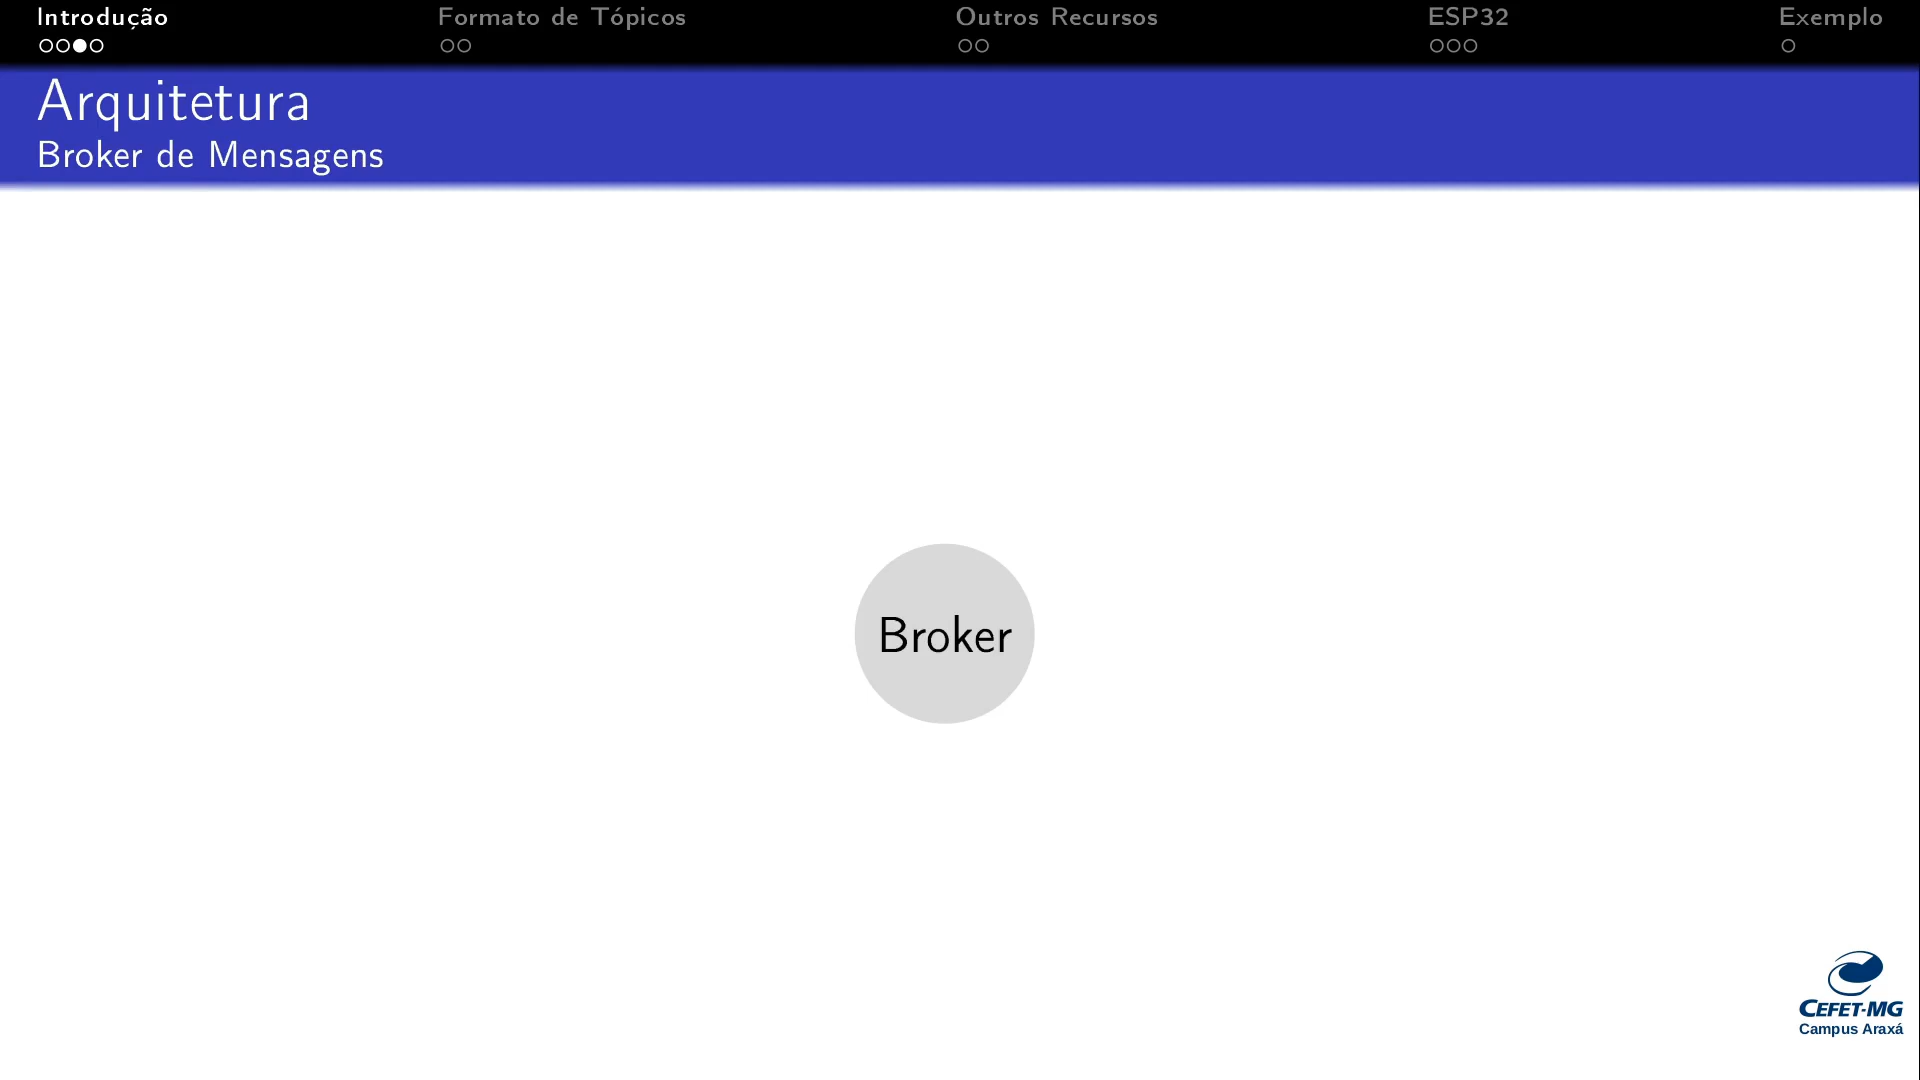 Introdução
Formato de Tópicos
Outros Recursos
ESP32
Exemplo
Arquitetura
Broker de Mensagens
Broker
CEFET-MG
Campus Araxá